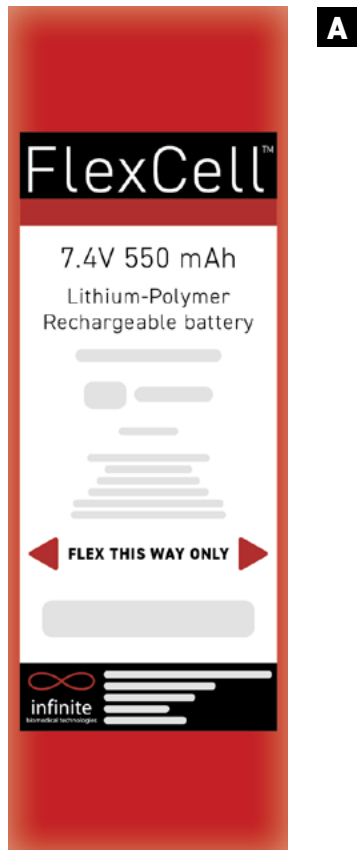 A
FlexCell™
7.4V 550 mAh
Lithium-Polymer
Rechargeable battery
FLEX THIS WAY ONLY
infinite
biomedical technologies